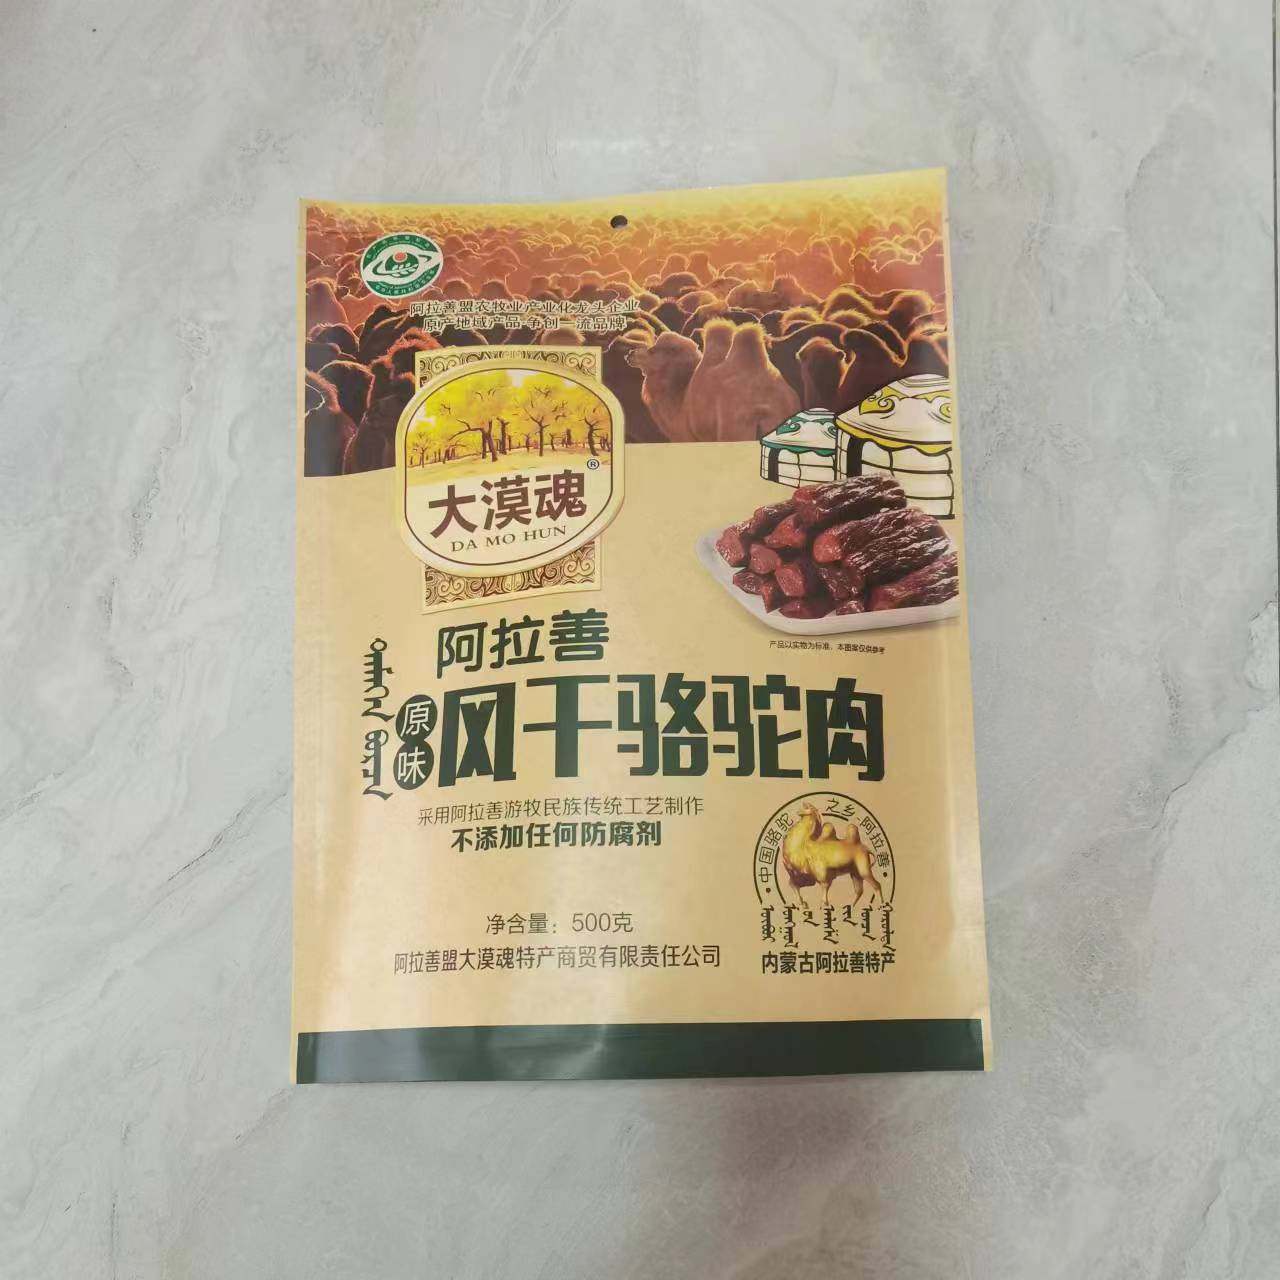 阿拉善盟农牧业产业化龙头企业
原产地域产品 争创一流品牌
大漠魂®
DA MO HUN
产品以实物为标准,本图案仅供参考
阿拉善
原味
风干骆驼肉
采用阿拉善游牧民族传统工艺制作
不添加任何防腐剂
中国骆驼之乡·阿拉善
净含量:500克
阿拉善盟大漠魂特产商贸有限责任公司
内蒙古阿拉善特产